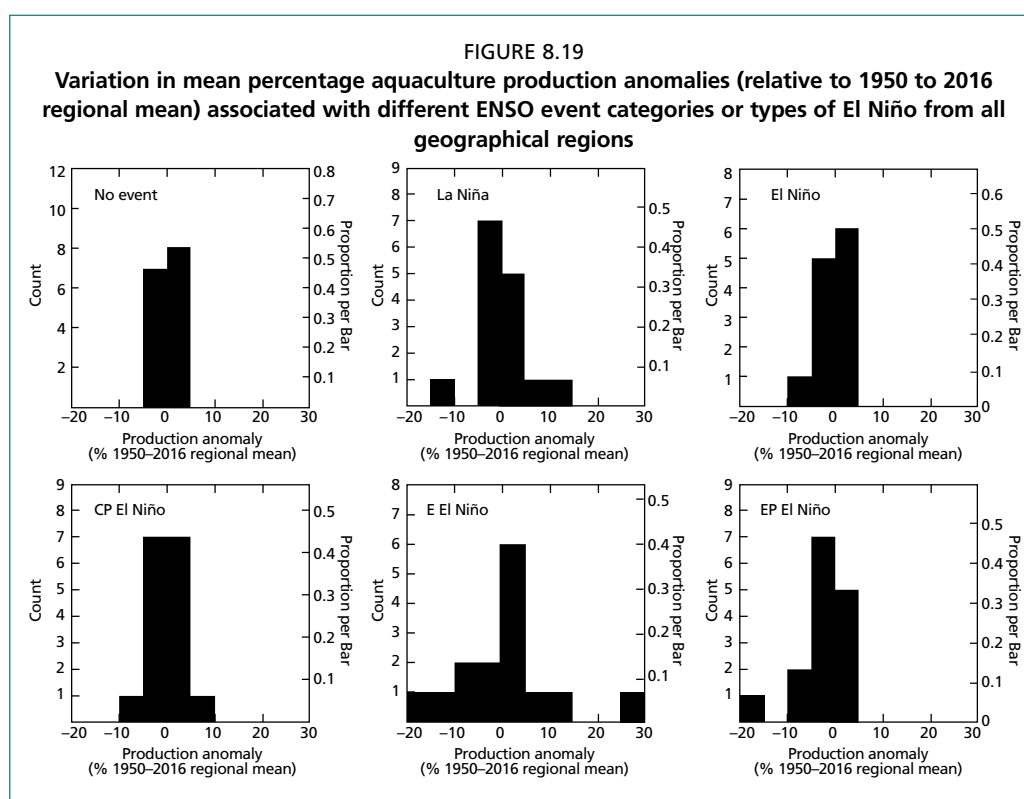 FIGURE 8.19
Variation in mean percentage aquaculture production anomalies (relative to 1950 to 2016
regional mean) associated with different ENSO event categories or types of El Niño from all
geographical regions
No event
12
10
8
6
4
2
Count
0.8
0.7
0.6
0.5
0.4
0.3
0.2
0.1
Proportion per Bar
−20 −10 0 10 20 30
Production anomaly
(% 1950–2016 regional mean)
La Niña
9
8
7
6
5
4
3
2
1
Count
0.5
0.4
0.3
0.2
0.1
Proportion per Bar
−20 −10 0 10 20 30
Production anomaly
(% 1950–2016 regional mean)
El Niño
8
7
6
5
4
3
2
1
Count
0.6
0.5
0.4
0.3
0.2
0.1
0
Proportion per Bar
−20 −10 0 10 20 30
Production anomaly
(% 1950–2016 regional mean)
CP El Niño
9
8
7
6
5
4
3
2
1
Count
0.5
0.4
0.3
0.2
0.1
Proportion per Bar
−20 −10 0 10 20 30
Production anomaly
(% 1950–2016 regional mean)
E El Niño
8
7
6
5
4
3
2
1
Count
0.5
0.4
0.3
0.2
0.1
Proportion per Bar
−20 −10 0 10 20 30
Production anomaly
(% 1950–2016 regional mean)
EP El Niño
9
8
7
6
5
4
3
2
1
Count
0.5
0.4
0.3
0.2
0.1
0
Proportion per Bar
−20 −10 0 10 20 30
Production anomaly
(% 1950–2016 regional mean)